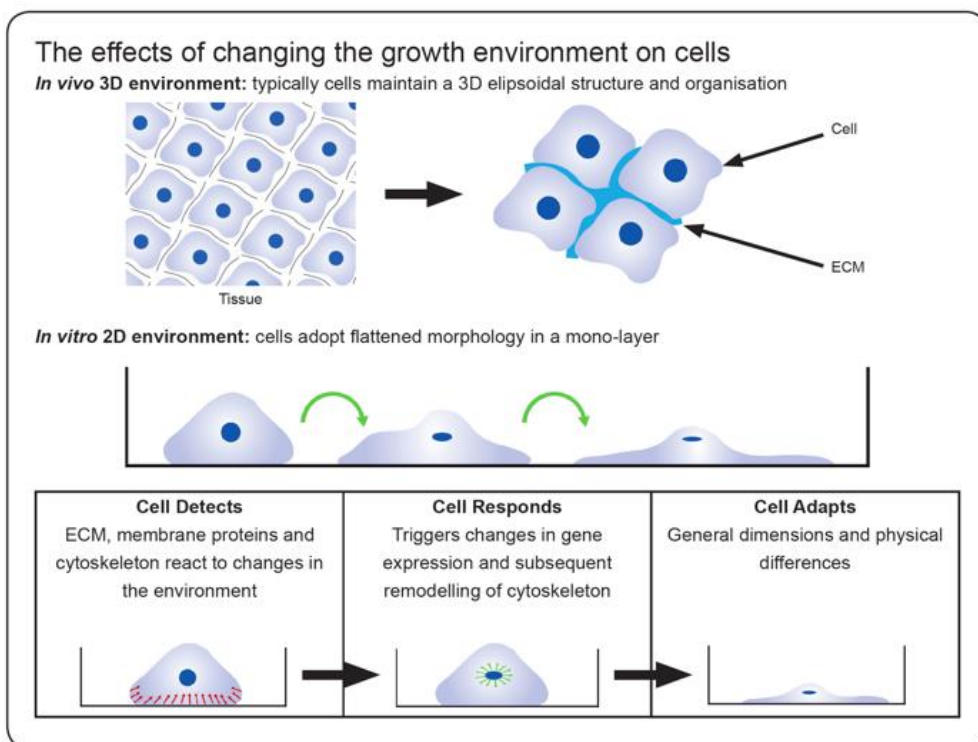 The effects of changing the growth environment on cells
In vivo 3D environment: typically cells maintain a 3D elipsoidal structure and organisation
Cell
ECM
Tissue
In vitro 2D environment: cells adopt flattened morphology in a mono-layer
Cell Detects
ECM, membrane proteins and
cytoskeleton react to changes in
the environment
Cell Responds
Triggers changes in gene
expression and subsequent
remodelling of cytoskeleton
Cell Adapts
General dimensions and physical
differences